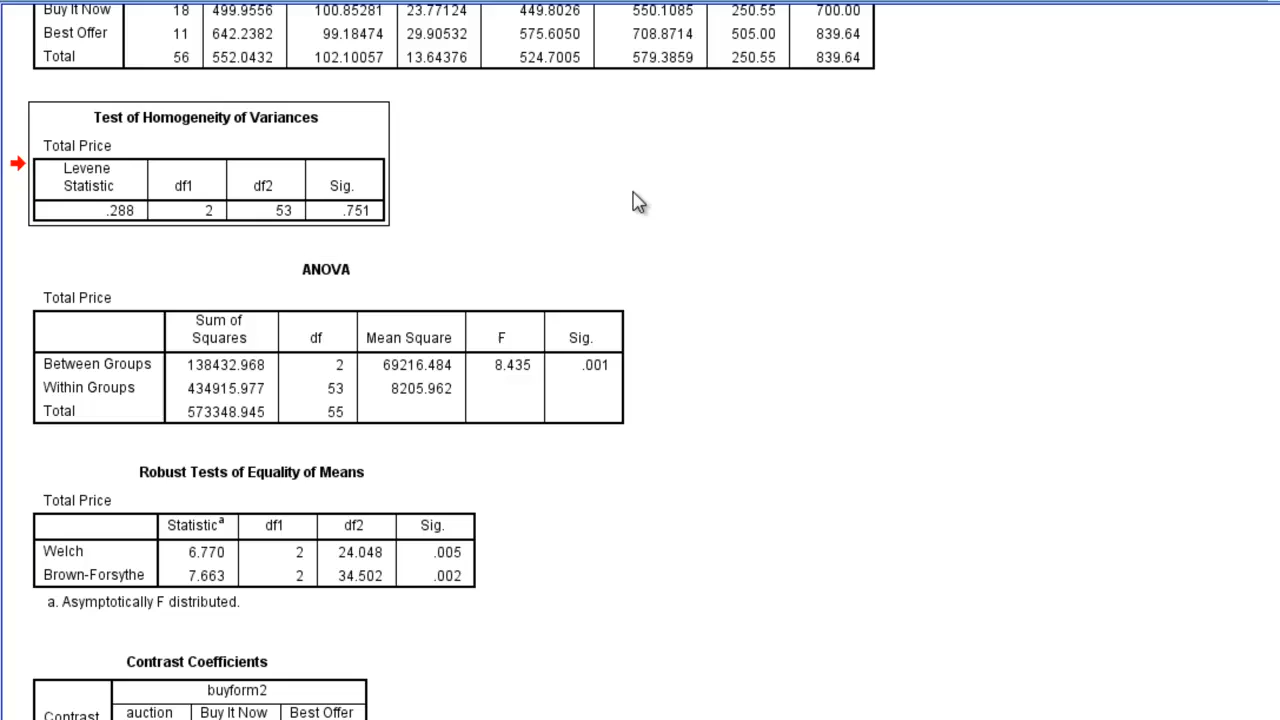 Buy It Now 18 499.9556 100.85281 23.77124 449.8026 550.1085 250.55 700.00
Best Offer 11 642.2382 99.18474 29.90532 575.6050 708.8714 505.00 839.64
Total 56 552.0432 102.10057 13.64376 524.7005 579.3859 250.55 839.64
Test of Homogeneity of Variances
Total Price
Levene
Statistic df1 df2 Sig.
.288 2 53 .751
ANOVA
Total Price
Sum of
Squares df Mean Square F Sig.
Between Groups 138432.968 2 69216.484 8.435 .001
Within Groups 434915.977 53 8205.962
Total 573348.945 55
Robust Tests of Equality of Means
Total Price
Statistica df1 df2 Sig.
Welch 6.770 2 24.048 .005
Brown-Forsythe 7.663 2 34.502 .002
a. Asymptotically F distributed.
Contrast Coefficients
buyform2
Contrast auction Buy It Now Best Offer